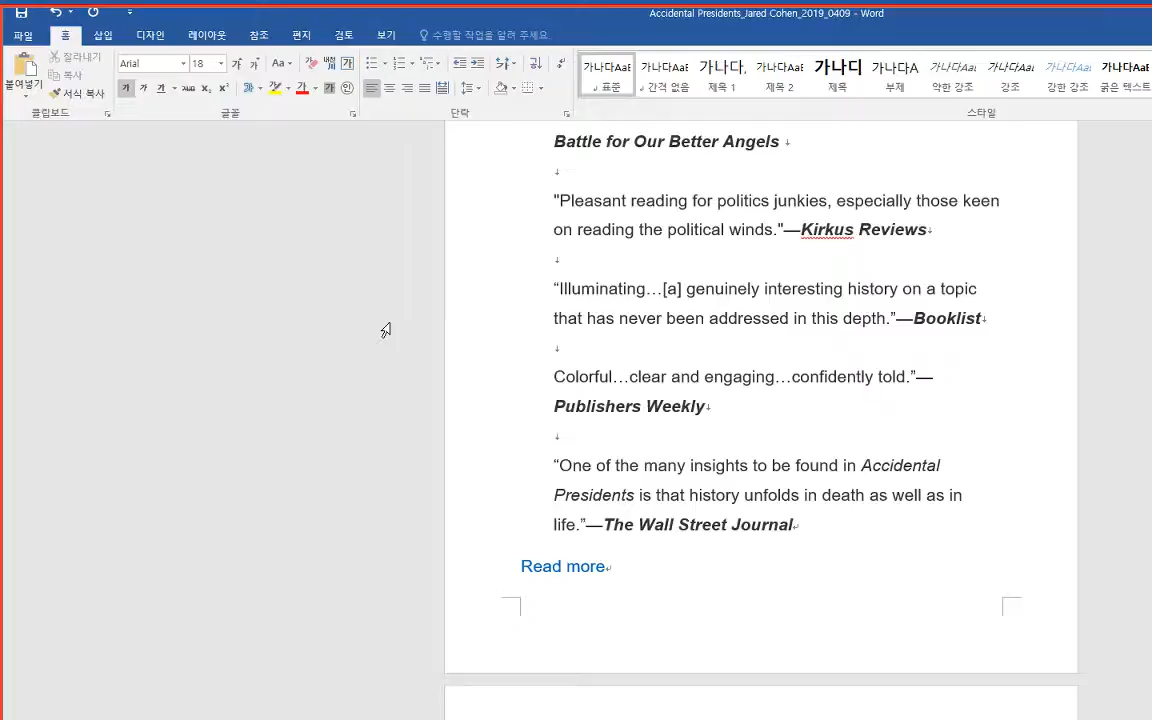 Accidental Presidents_Jared Cohen_2019_0409 - Word
파일 홈 삽입 디자인 레이아웃 참조 편지 검토 보기 수행할 작업을 알려 주세요.
잘라내기
복사
서식 복사
붙여넣기
Arial 18
가나다AaB 가나다AaB 가나다, 가나다AaB 가나디 가나다A 가나다Aa 가나다Aa 가나다Aa 가나다AaB
표준 간격 없음 제목 1 제목 2 제목 부제 약한 강조 강조 강한 강조 굵은 텍스트
클립보드 글꼴 단락 스타일
Battle for Our Better Angels
"Pleasant reading for politics junkies, especially those keen
on reading the political winds."—Kirkus Reviews
“Illuminating…[a] genuinely interesting history on a topic
that has never been addressed in this depth.”—Booklist
Colorful…clear and engaging…confidently told.”—
Publishers Weekly
“One of the many insights to be found in Accidental
Presidents is that history unfolds in death as well as in
life.”—The Wall Street Journal
Read more